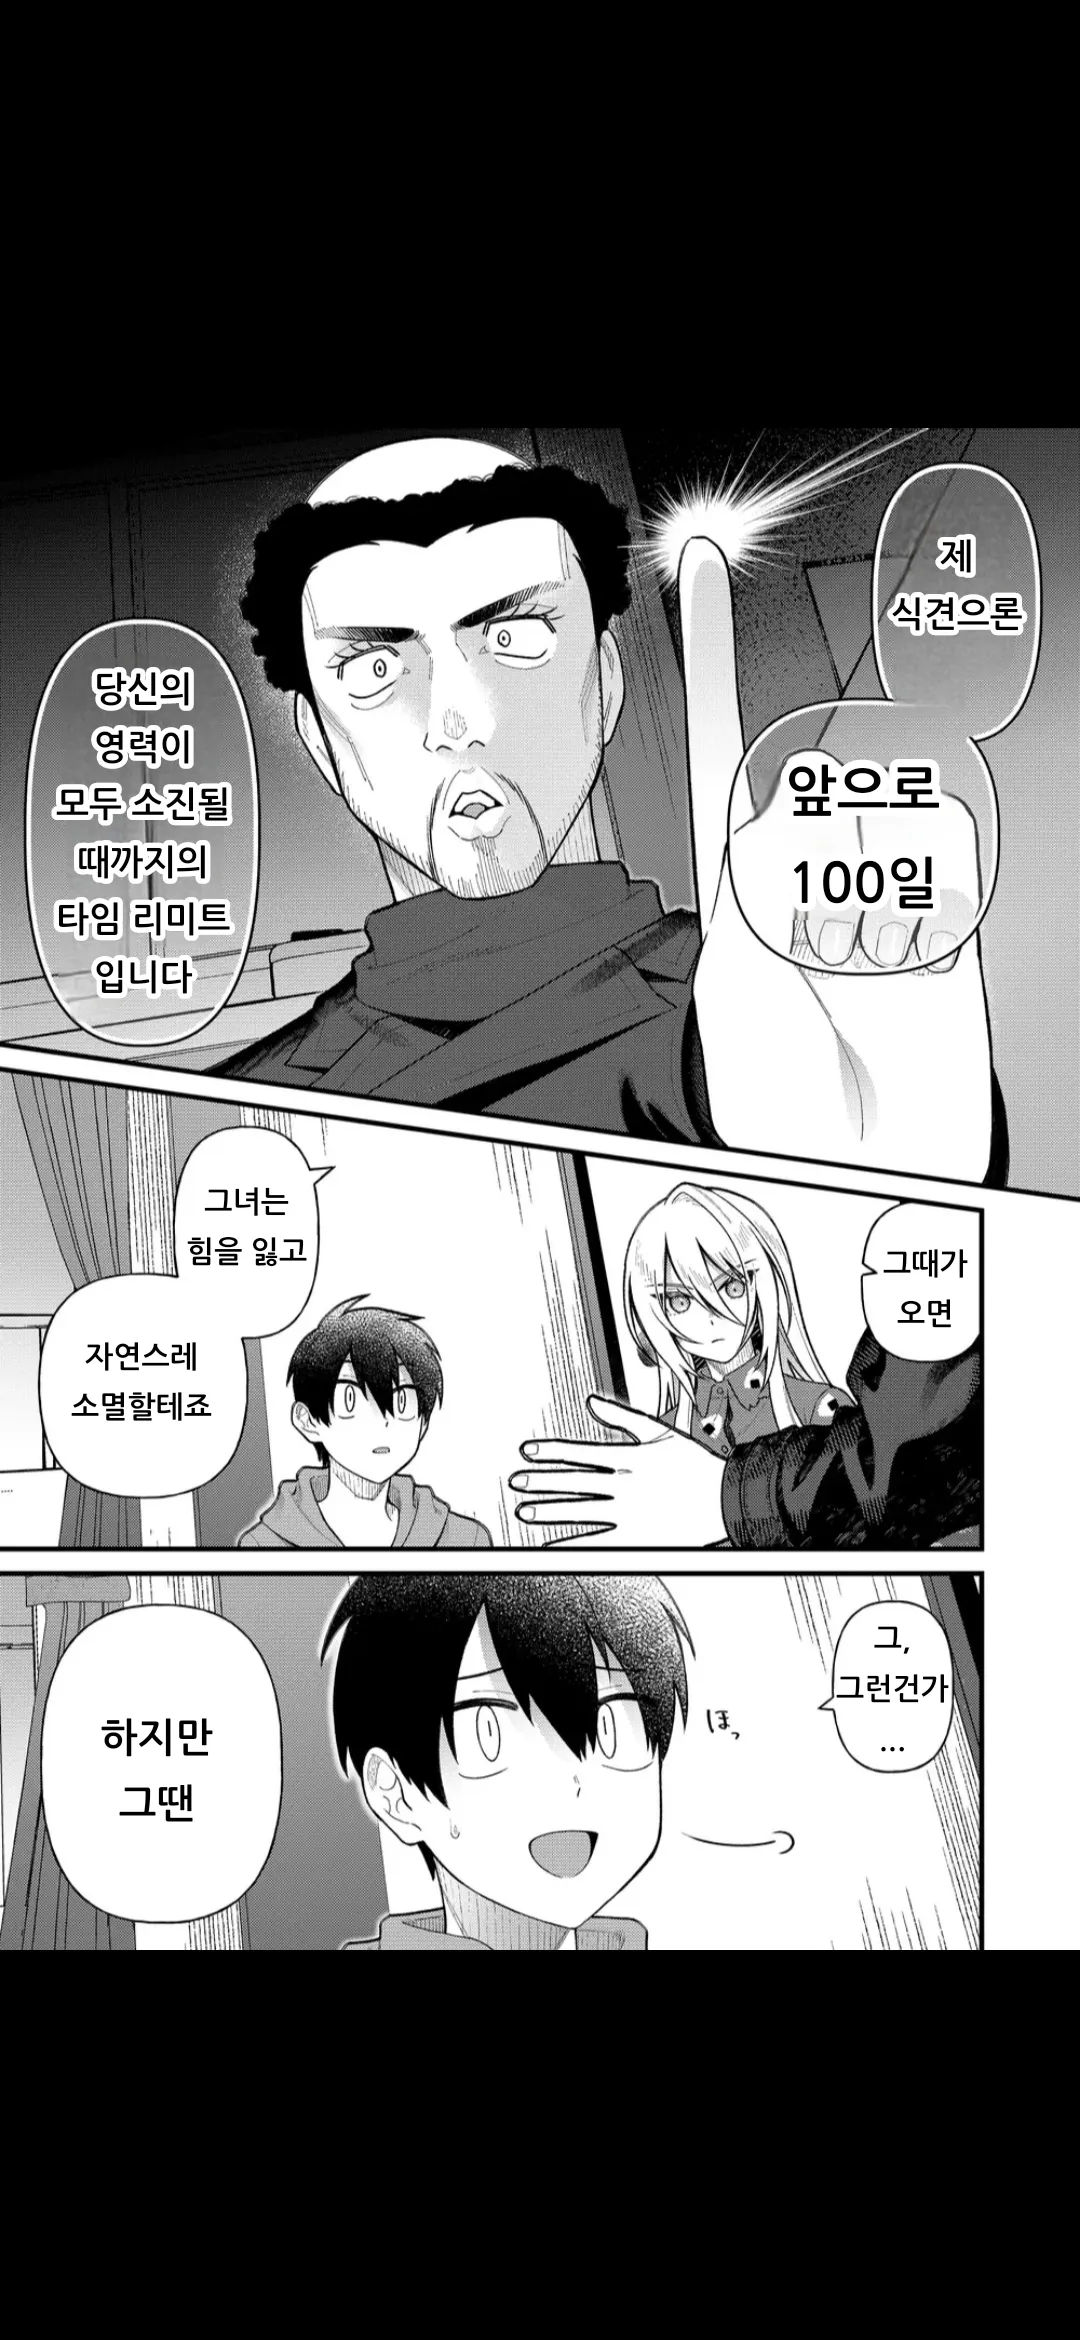 제
식견으론
앞으로
100일
당신의
영력이
모두 소진될
때까지의
타임 리미트
입니다
그때가
오면
그녀는
힘을 잃고
자연스레
소멸할테죠
그,
그런건가
...
ほっ
하지만
그땐